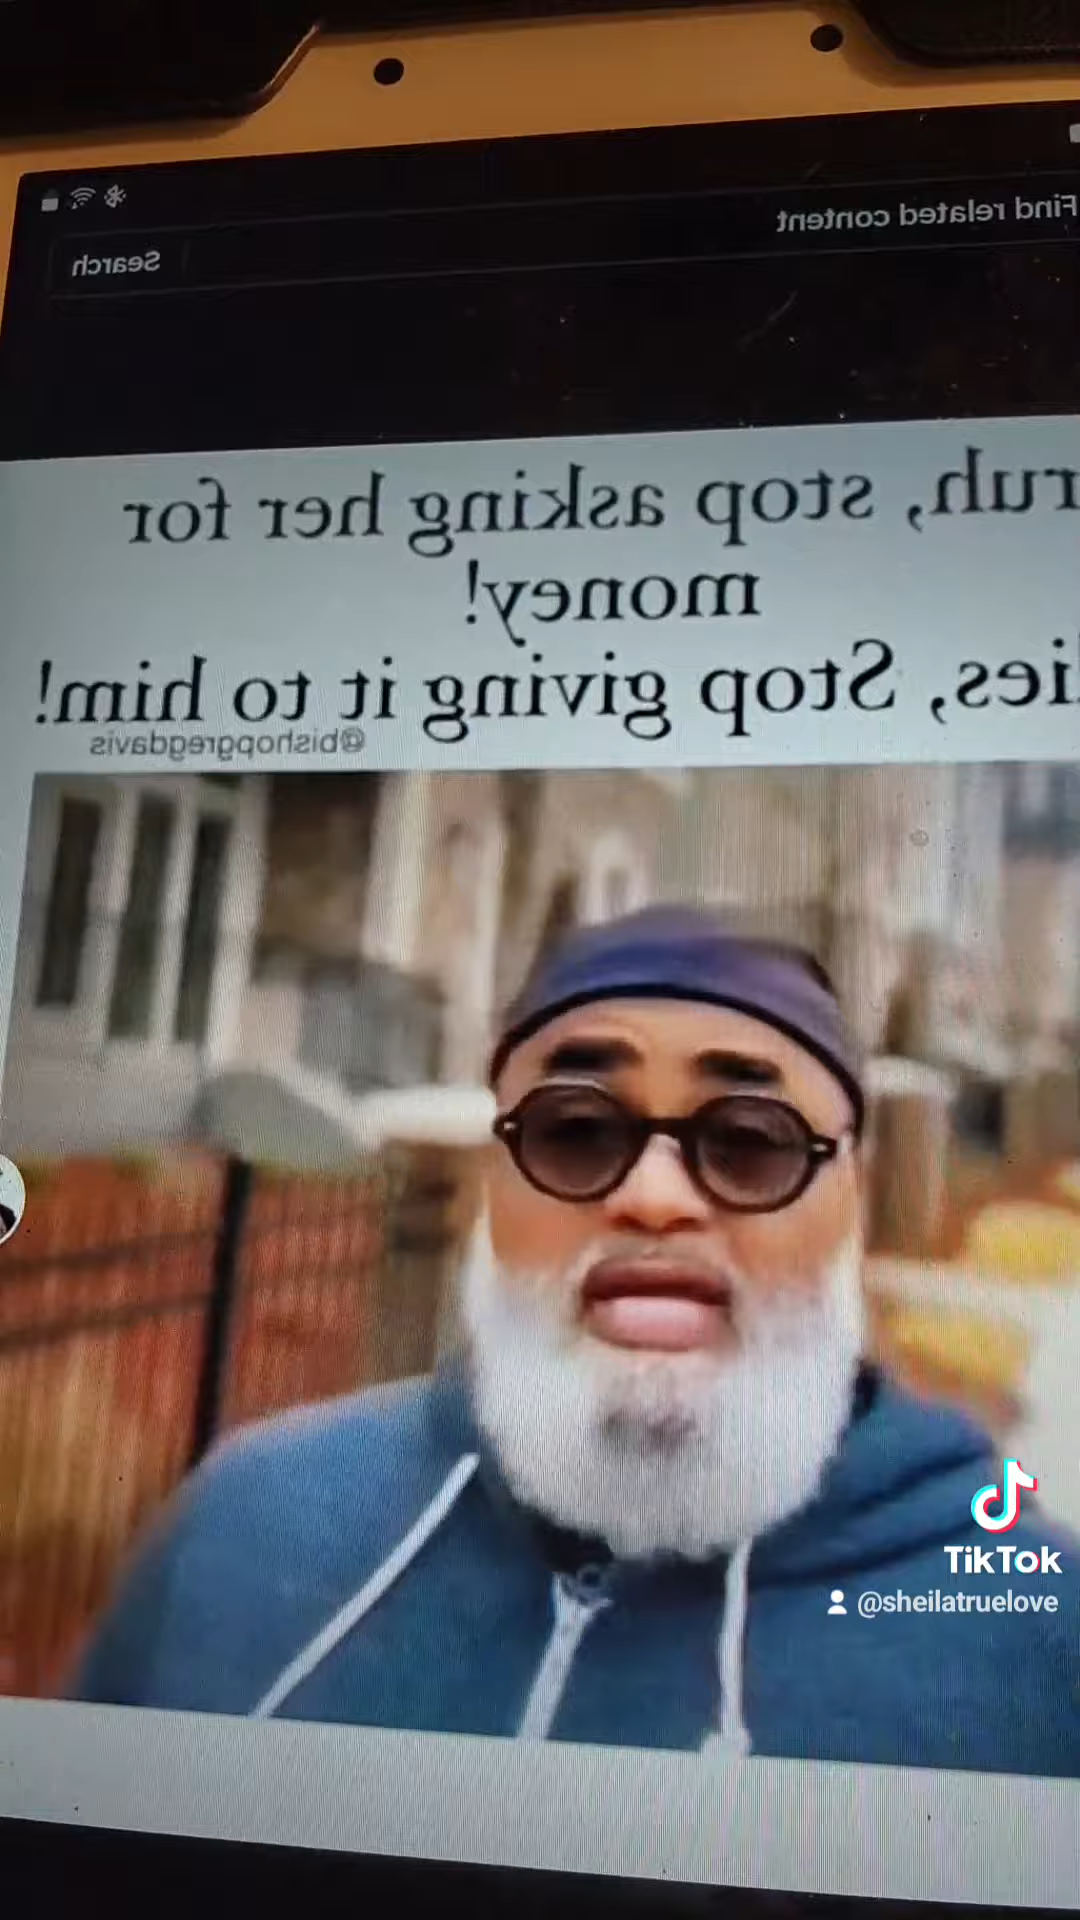 Find related content
Search
ruh, stop asking her for
money!
ies, Stop giving it to him!
@bishopgregdavis
TikTok
@sheilatruelove